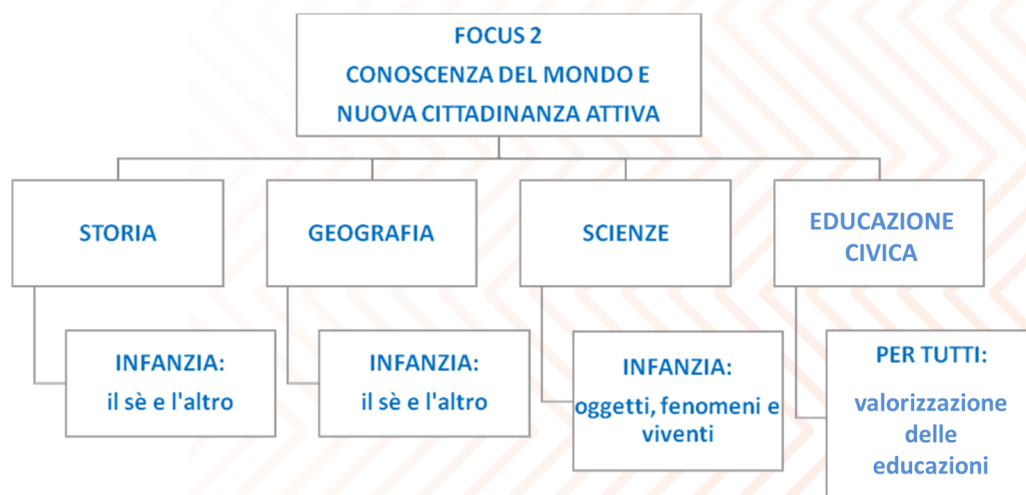 FOCUS 2
CONOSCENZA DEL MONDO E
NUOVA CITTADINANZA ATTIVA
STORIA
GEOGRAFIA
SCIENZE
EDUCAZIONE
CIVICA
INFANZIA:
il sè e l'altro
INFANZIA:
il sè e l'altro
INFANZIA:
oggetti, fenomeni e
viventi
PER TUTTI:
valorizzazione
delle
educazioni